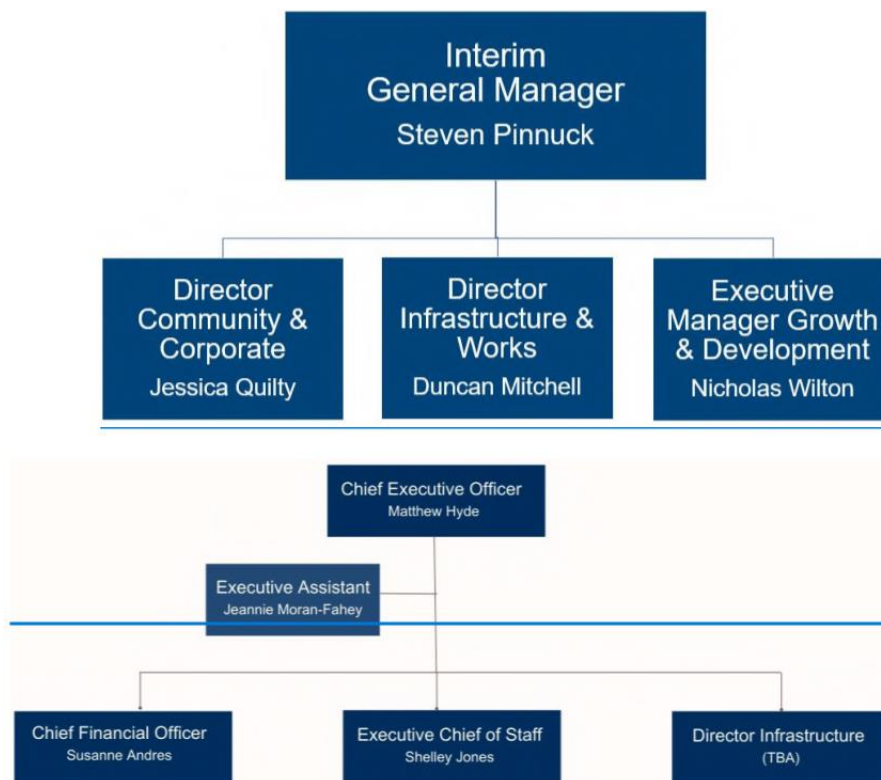 Interim
General Manager
Steven Pinnuck
Director
Community &
Corporate
Jessica Quilty
Director
Infrastructure &
Works
Duncan Mitchell
Executive
Manager Growth
& Development
Nicholas Wilton
Chief Executive Officer
Matthew Hyde
Executive Assistant
Jeannie Moran-Fahey
Chief Financial Officer
Susanne Andres
Executive Chief of Staff
Shelley Jones
Director Infrastructure
(TBA)